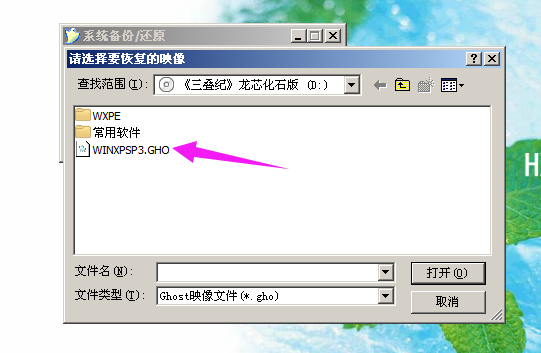 系统备份/还原
请选择要恢复的映像
查找范围(I): 《三叠纪》龙芯化石版 (D:)
WXPE
常用软件
WINXPSP3.GHO
文件名(N):
打开(O)
文件类型(T): Ghost映像文件(*.gho)
取消